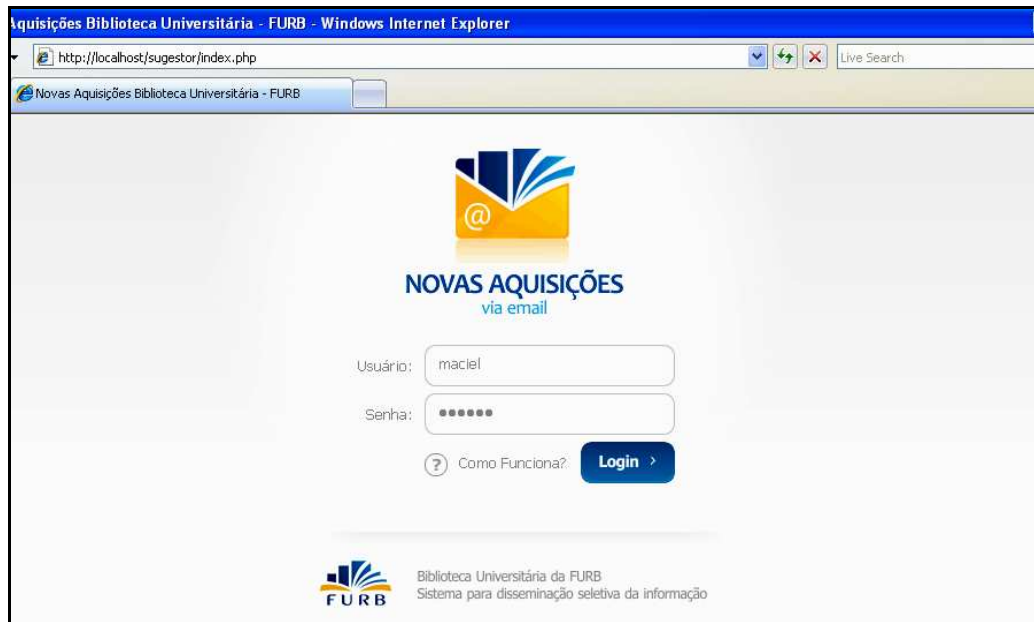 Aquisições Biblioteca Universitária - FURB - Windows Internet Explorer
http://localhost/sugestor/index.php Live Search
Novas Aquisições Biblioteca Universitária - FURB
@
NOVAS AQUISIÇÕES
via email
Usuário: maciel
Senha: ••••••
? Como Funciona? Login ›
FURB
Biblioteca Universitária da FURB
Sistema para disseminação seletiva da informação